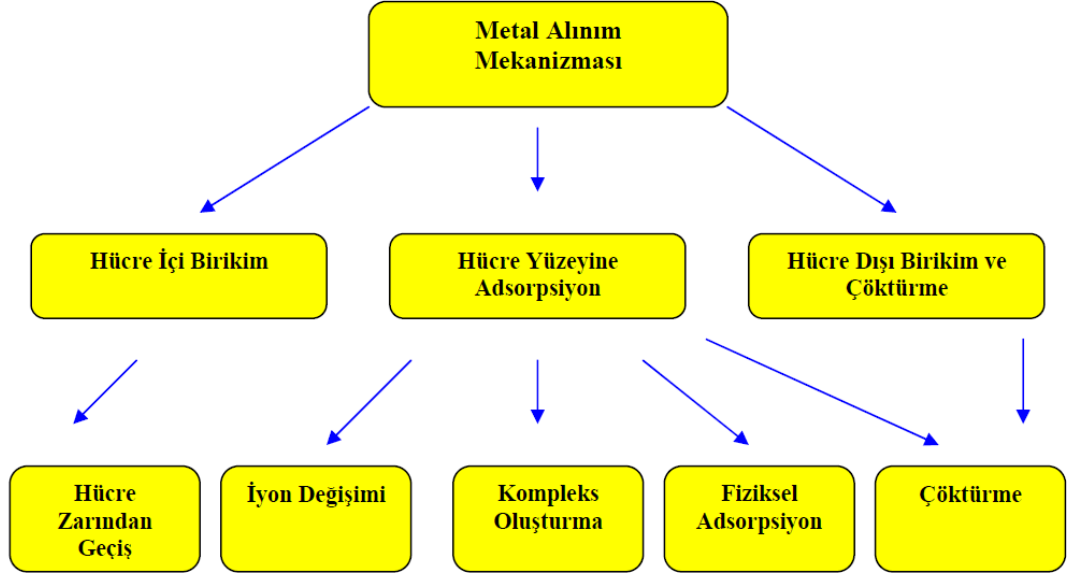 Metal Alınım
Mekanizması
Hücre İçi Birikim
Hücre Yüzeyine
Adsorpsiyon
Hücre Dışı Birikim ve
Çöktürme
Hücre
Zarından
Geçiş
İyon Değişimi
Kompleks
Oluşturma
Fiziksel
Adsorpsiyon
Çöktürme